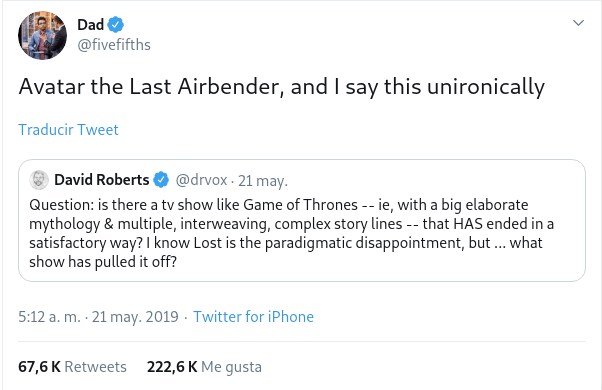 Dad
@fivefifths
Avatar the Last Airbender, and I say this unironically
Traducir Tweet
David Roberts @drvox · 21 may.
Question: is there a tv show like Game of Thrones -- ie, with a big elaborate
mythology & multiple, interweaving, complex story lines -- that HAS ended in a
satisfactory way? I know Lost is the paradigmatic disappointment, but ... what
show has pulled it off?
5:12 a. m. · 21 may. 2019 · Twitter for iPhone
67,6 K Retweets 222,6 K Me gusta